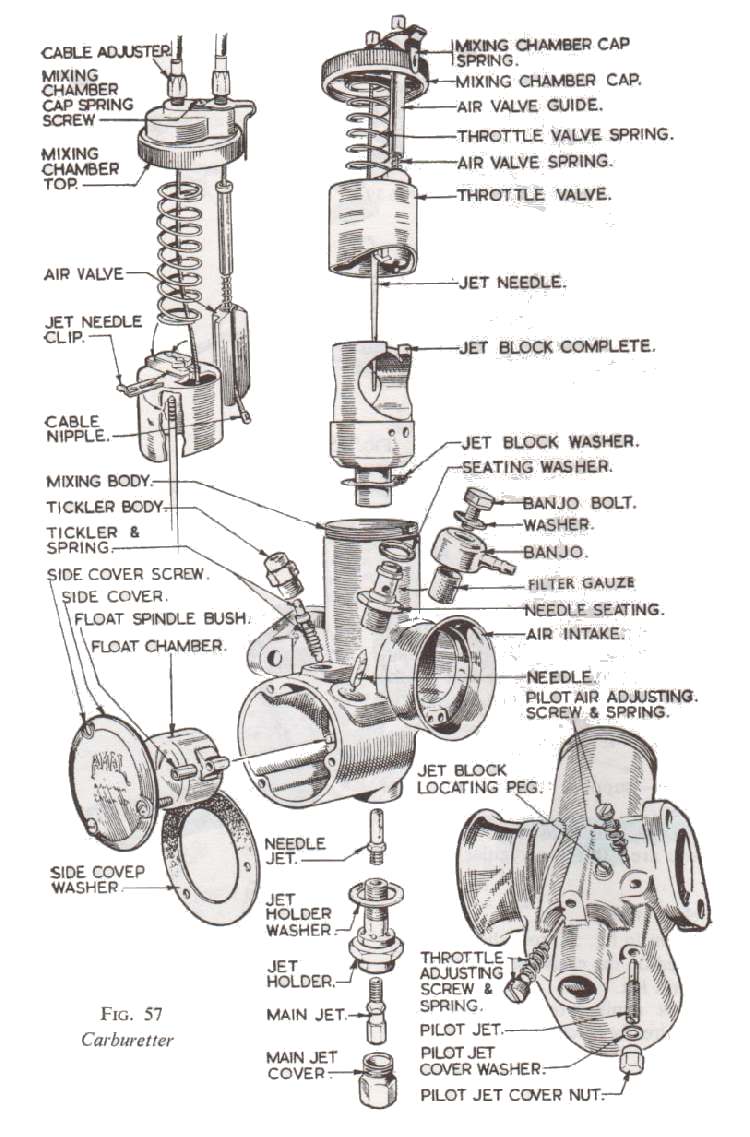 CABLE ADJUSTER
MIXING
CHAMBER
CAP SPRING
SCREW
MIXING
CHAMBER
TOP.
AIR VALVE
JET NEEDLE
CLIP.
CABLE
NIPPLE.
MIXING CHAMBER CAP
SPRING.
MIXING CHAMBER CAP.
AIR VALVE GUIDE.
THROTTLE VALVE SPRING.
AIR VALVE SPRING.
THROTTLE VALVE.
JET NEEDLE.
JET BLOCK COMPLETE.
JET BLOCK WASHER.
SEATING WASHER.
BANJO BOLT.
WASHER.
BANJO.
FILTER GAUZE
NEEDLE SEATING.
AIR INTAKE.
NEEDLE.
PILOT AIR ADJUSTING
SCREW & SPRING.
MIXING BODY.
TICKLER BODY
TICKLER &
SPRING.
SIDE COVER SCREW.
SIDE COVER.
FLOAT SPINDLE BUSH.
FLOAT CHAMBER.
AMAL
SIDE COVEP
WASHER.
NEEDLE
JET.
JET
HOLDER
WASHER.
JET
HOLDER.
MAIN JET.
MAIN JET
COVER
JET BLOCK
LOCATING PEG.
THROTTLE
ADJUSTING
SCREW &
SPRING.
PILOT JET.
PILOT JET
COVER WASHER.
PILOT JET COVER NUT.
FIG. 57
Carburetter